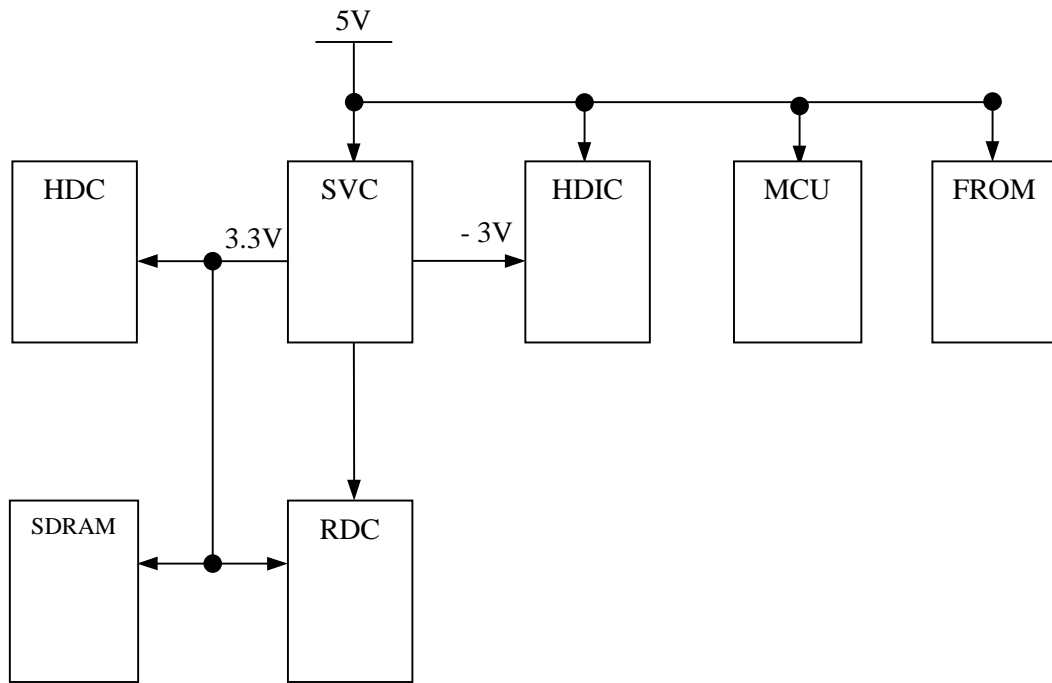 5V
HDC
SVC
HDIC
MCU
FROM
3.3V
- 3V
SDRAM
RDC